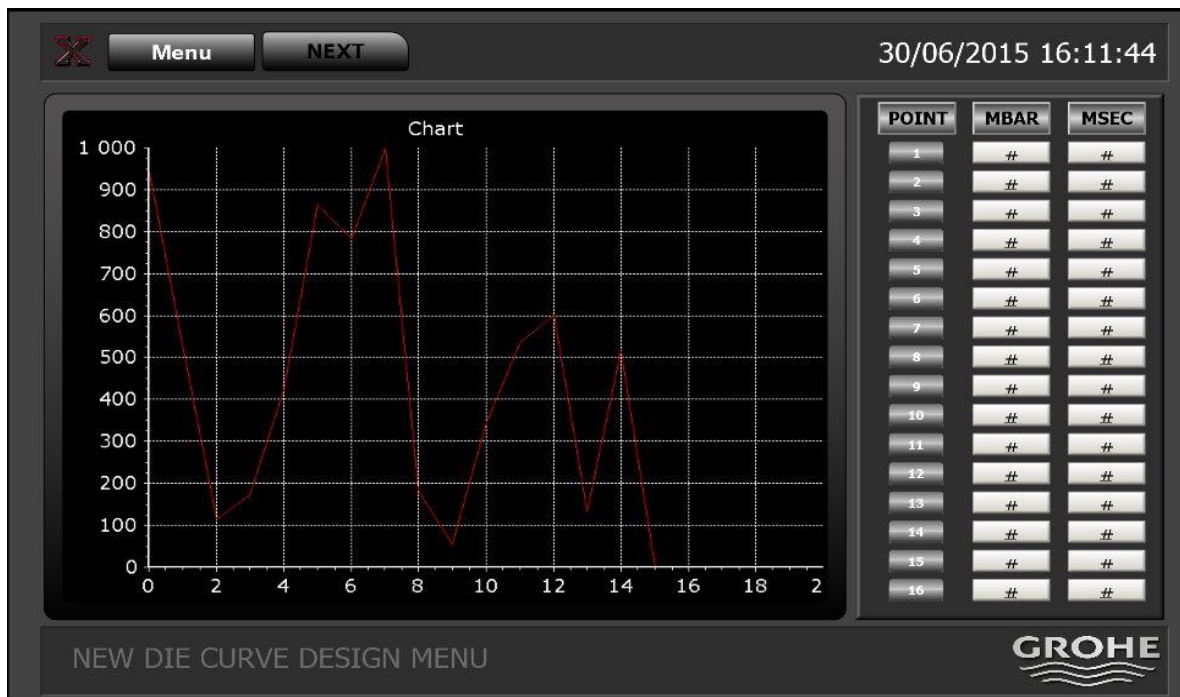 Menu NEXT 30/06/2015 16:11:44
Chart
1 000
900
800
700
600
500
400
300
200
100
0
0 2 4 6 8 10 12 14 16 18 2
POINT MBAR MSEC
1 # #
2 # #
3 # #
4 # #
5 # #
6 # #
7 # #
8 # #
9 # #
10 # #
11 # #
12 # #
13 # #
14 # #
15 # #
16 # #
NEW DIE CURVE DESIGN MENU
GROHE